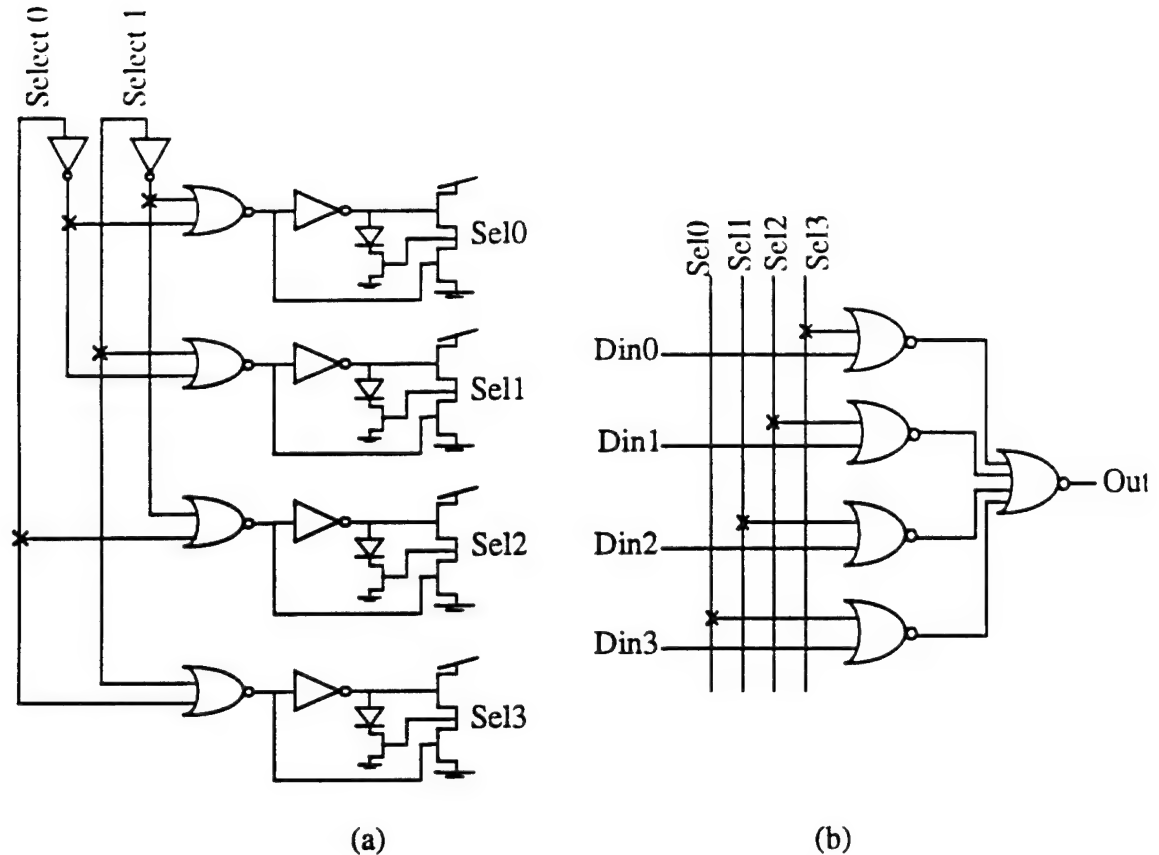 Select 0
Select 1
Sel0
Sel1
Sel2
Sel3
(a)
Sel0
Sel1
Sel2
Sel3
Din0
Din1
Din2
Din3
Out
(b)